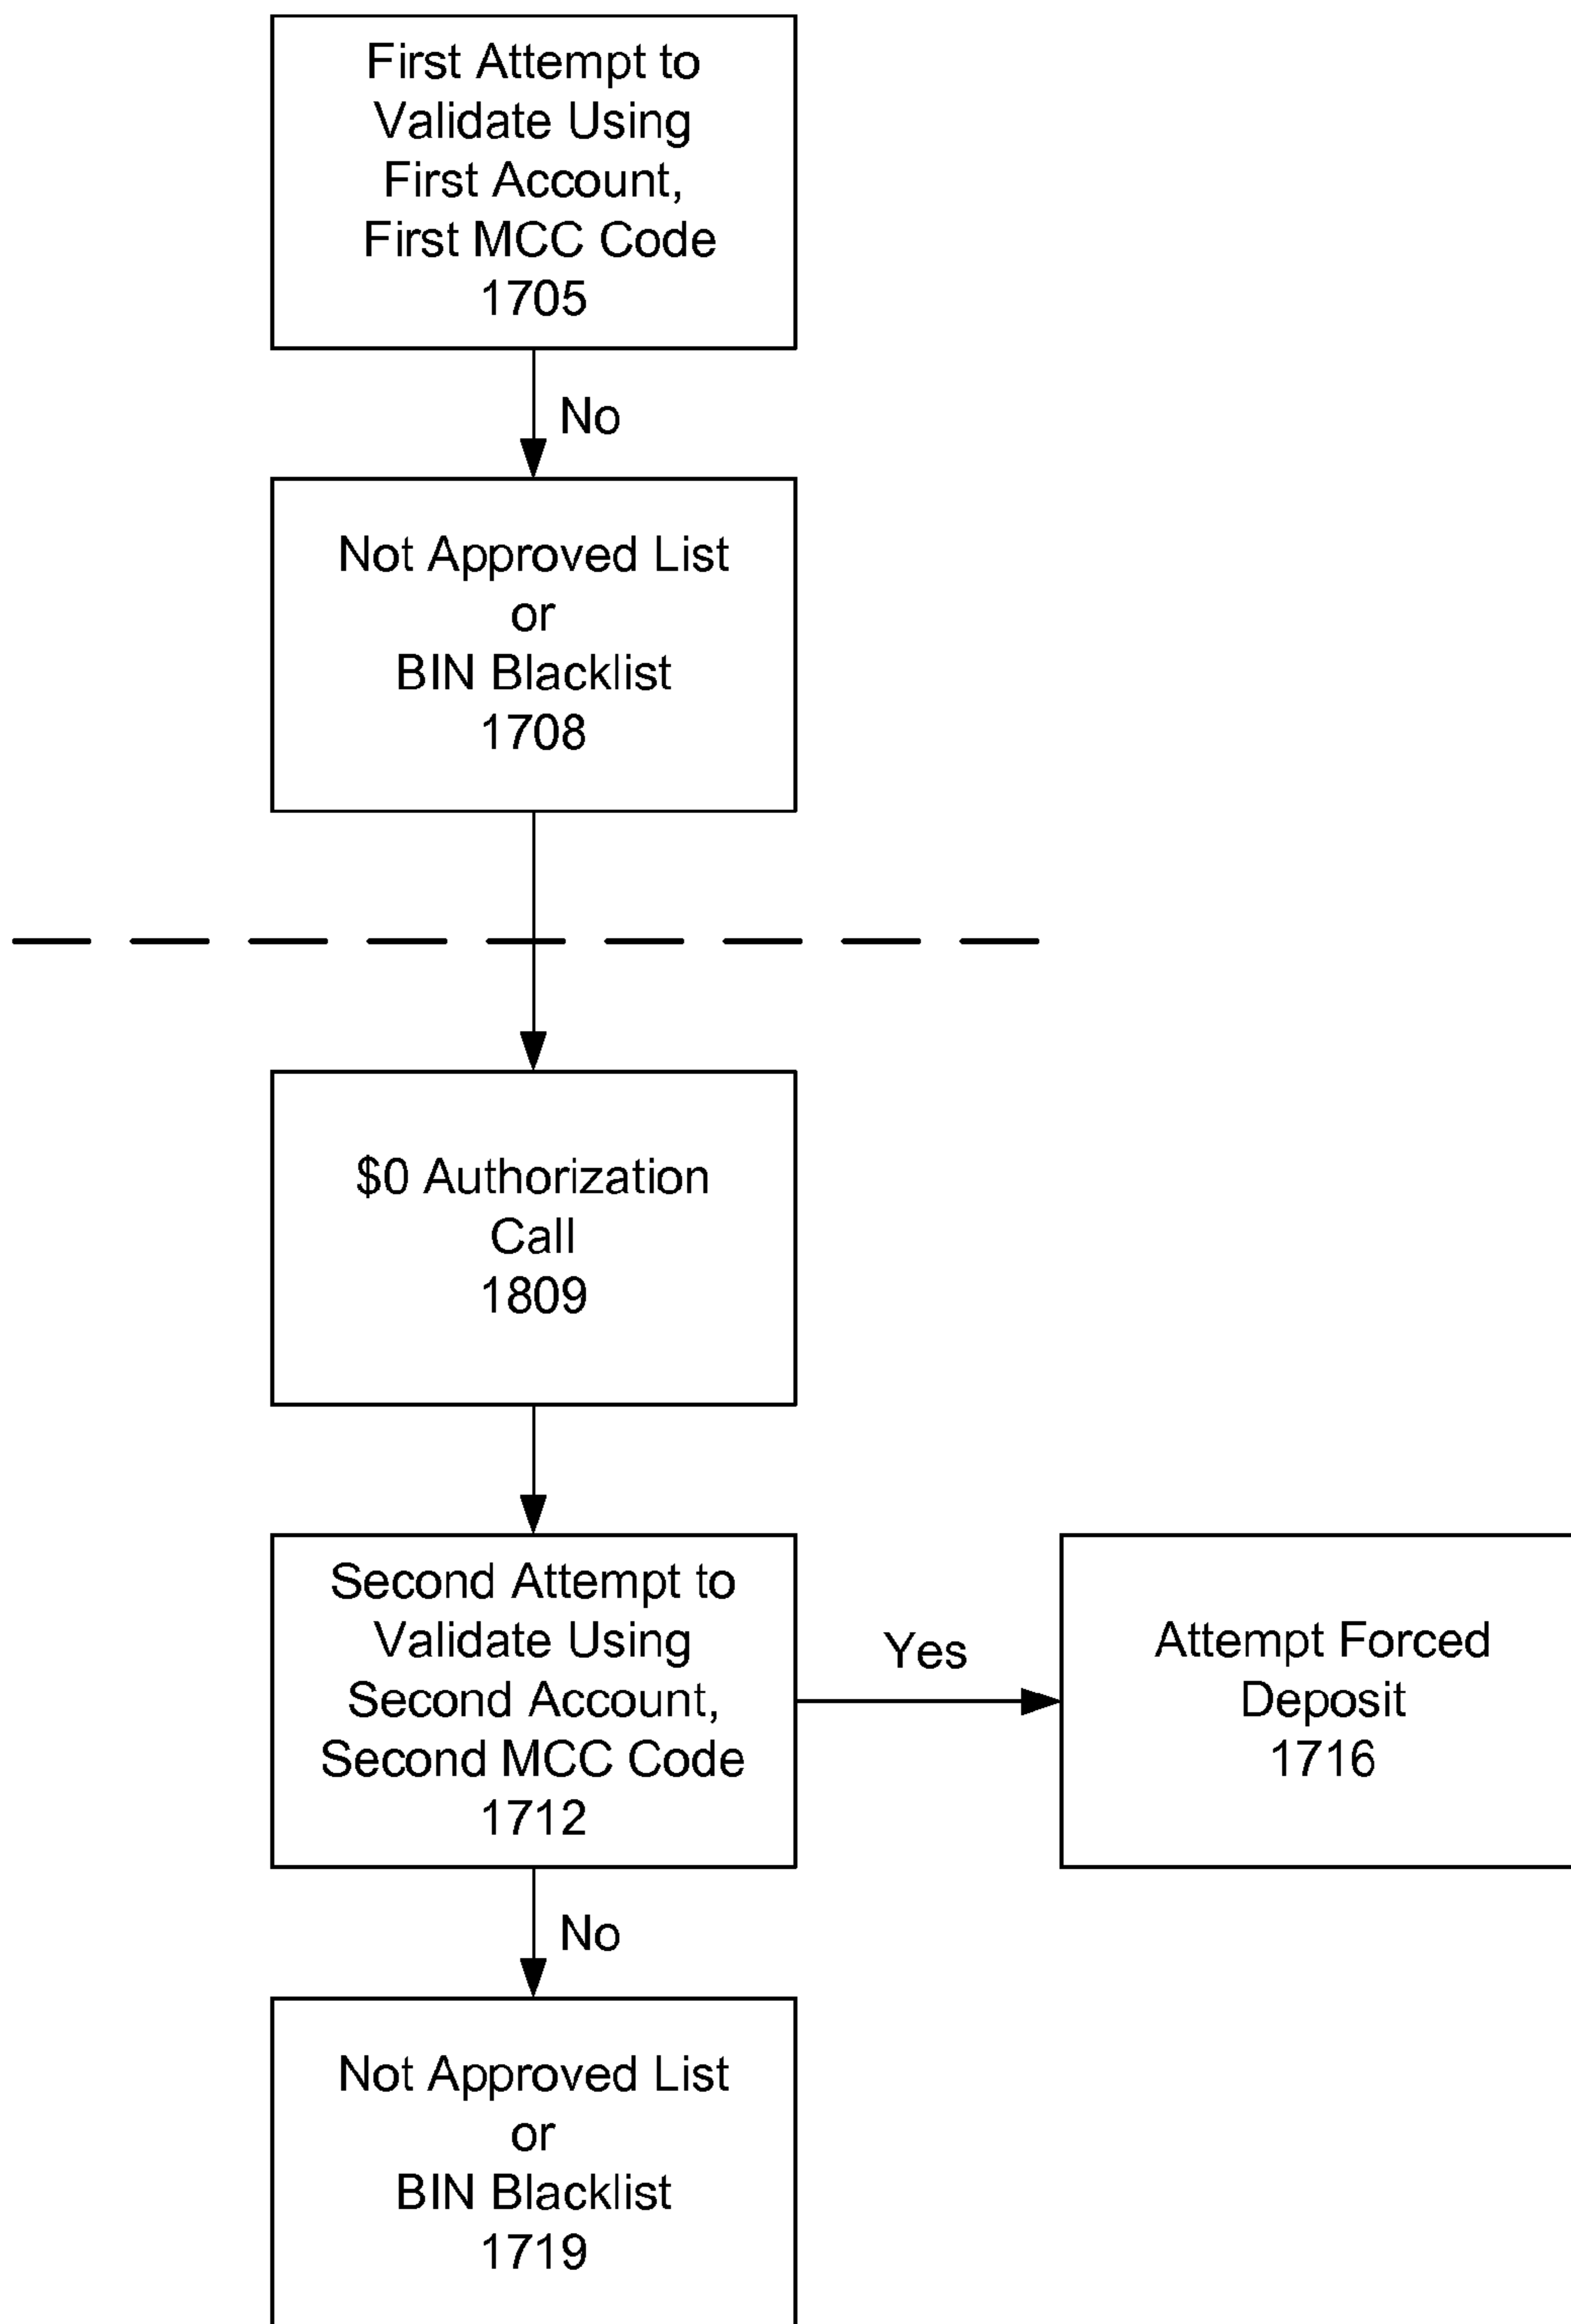 First Attempt to
Validate Using
First Account,
First MCC Code
1705
No
Not Approved List
or
BIN Blacklist
1708
$0 Authorization
Call
1809
Second Attempt to
Validate Using
Second Account,
Second MCC Code
1712
Yes
Attempt Forced
Deposit
1716
No
Not Approved List
or
BIN Blacklist
1719